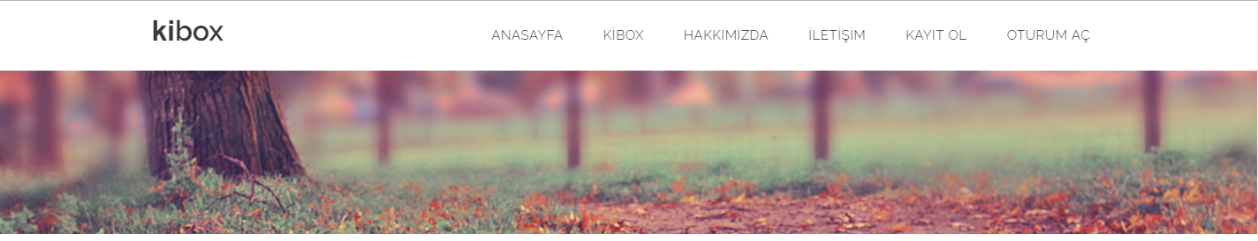 kibox
ANASAYFA KİBOX HAKKIMIZDA İLETİŞİM KAYIT OL OTURUM AÇ